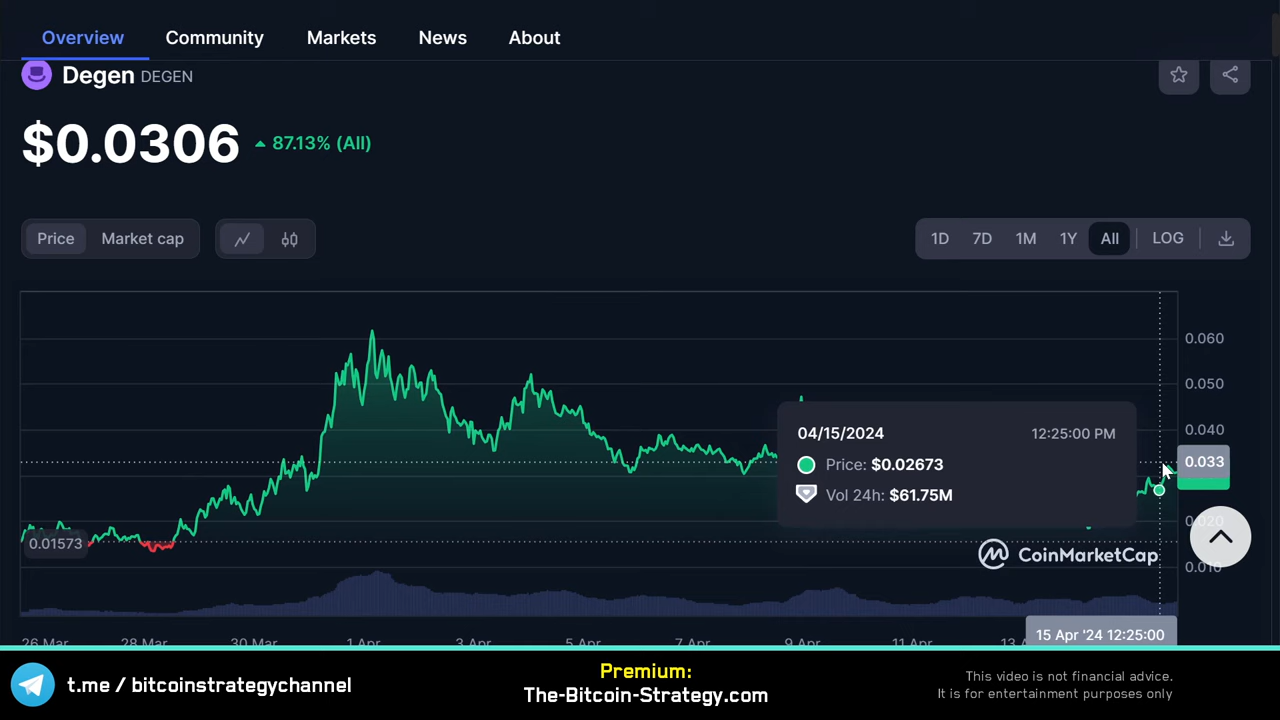 Overview Community Markets News About
Degen DEGEN
$0.0306 87.13% (All)
Price Market cap 1D 7D 1M 1Y All LOG
0.060
0.050
04/15/2024 12:25:00 PM
0.040
Price: $0.02673
0.033
Vol 24h: $61.75M
0.020
0.01573
CoinMarketCap
0.010
26 Mar 28 Mar 30 Mar 1 Apr 3 Apr 5 Apr 7 Apr 9 Apr 11 Apr 13
15 Apr '24 12:25:00
t.me / bitcoinstrategychannel
Premium:
The-Bitcoin-Strategy.com
This video is not financial advice.
It is for entertainment purposes only